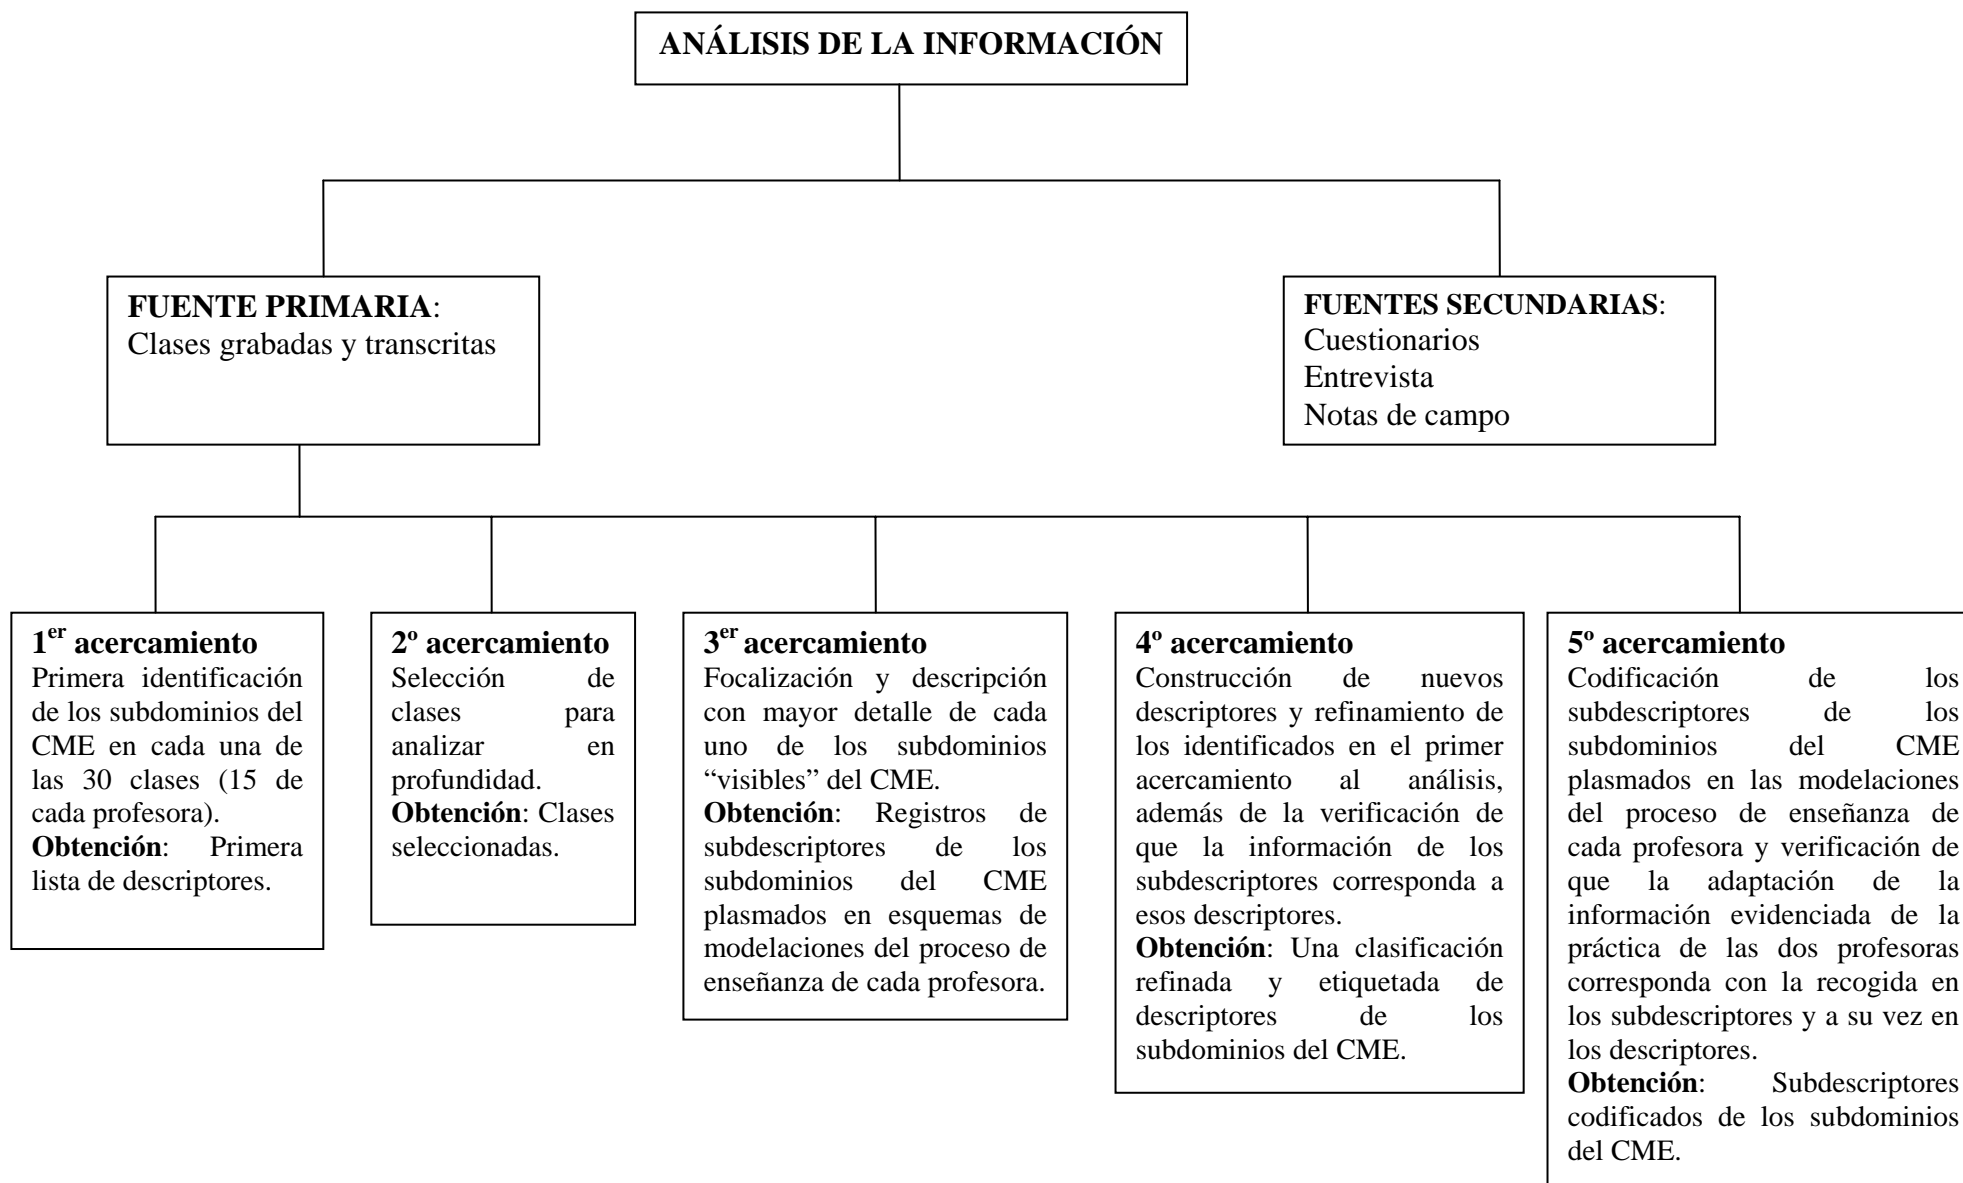 ANÁLISIS DE LA INFORMACIÓN
FUENTE PRIMARIA:
Clases grabadas y transcritas
FUENTES SECUNDARIAS:
Cuestionarios
Entrevista
Notas de campo
1er acercamiento
Primera identificación
de los subdominios del
CME en cada una de
las 30 clases (15 de
cada profesora).
Obtención: Primera
lista de descriptores.
2º acercamiento
Selección de
clases para
analizar en
profundidad.
Obtención: Clases
seleccionadas.
3er acercamiento
Focalización y descripción
con mayor detalle de cada
uno de los subdominios
“visibles” del CME.
Obtención: Registros de
subdescriptores de los
subdominios del CME
plasmados en esquemas de
modelaciones del proceso de
enseñanza de cada profesora.
4º acercamiento
Construcción de nuevos
descriptores y refinamiento de
los identificados en el primer
acercamiento al análisis,
además de la verificación de
que la información de los
subdescriptores corresponda a
esos descriptores.
Obtención: Una clasificación
refinada y etiquetada de
descriptores de los
subdominios del CME.
5º acercamiento
Codificación de los
subdescriptores de los
subdominios del CME
plasmados en las modelaciones
del proceso de enseñanza de
cada profesora y verificación de
que la adaptación de la
información evidenciada de la
práctica de las dos profesoras
corresponda con la recogida en
los subdescriptores y a su vez en
los descriptores.
Obtención: Subdescriptores
codificados de los subdominios
del CME.